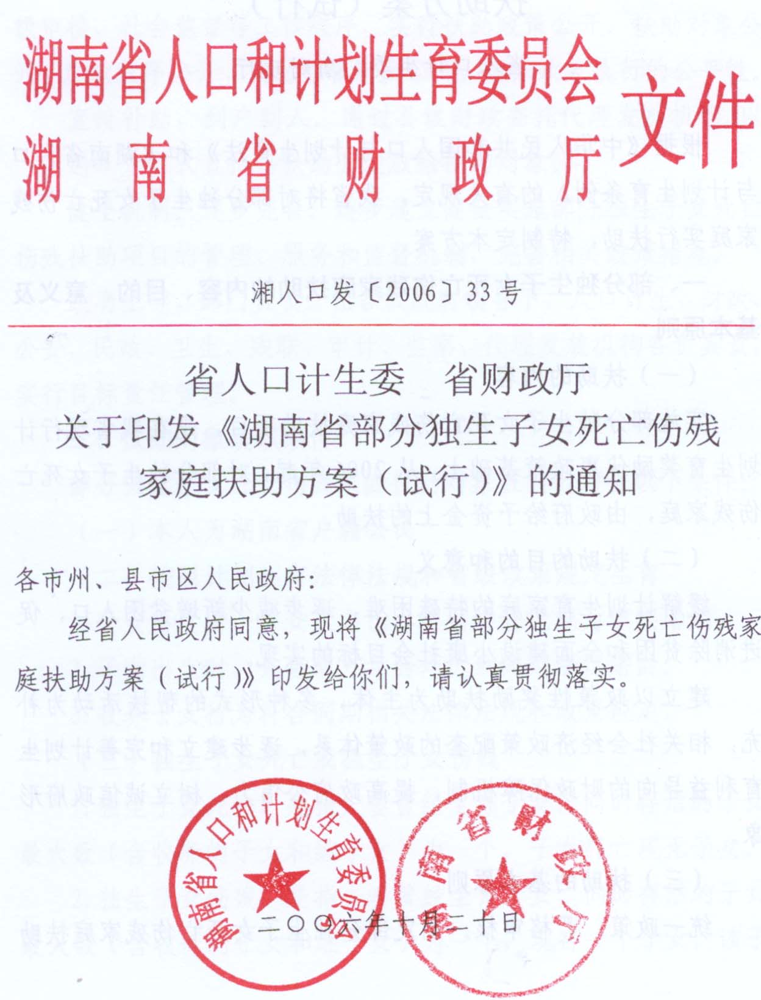 湖南省人口和计划生育委员会
湖南省财政厅
文件
湘人口发〔2006〕33号
省人口计生委 省财政厅
关于印发《湖南省部分独生子女死亡伤残
家庭扶助方案(试行)》的通知
各市州、县市区人民政府:
经省人民政府同意,现将《湖南省部分独生子女死亡伤残家
庭扶助方案(试行)》印发给你们,请认真贯彻落实。
湖南省人口和计划生育委员会
湖南省财政厅
二〇〇六年十月二十日